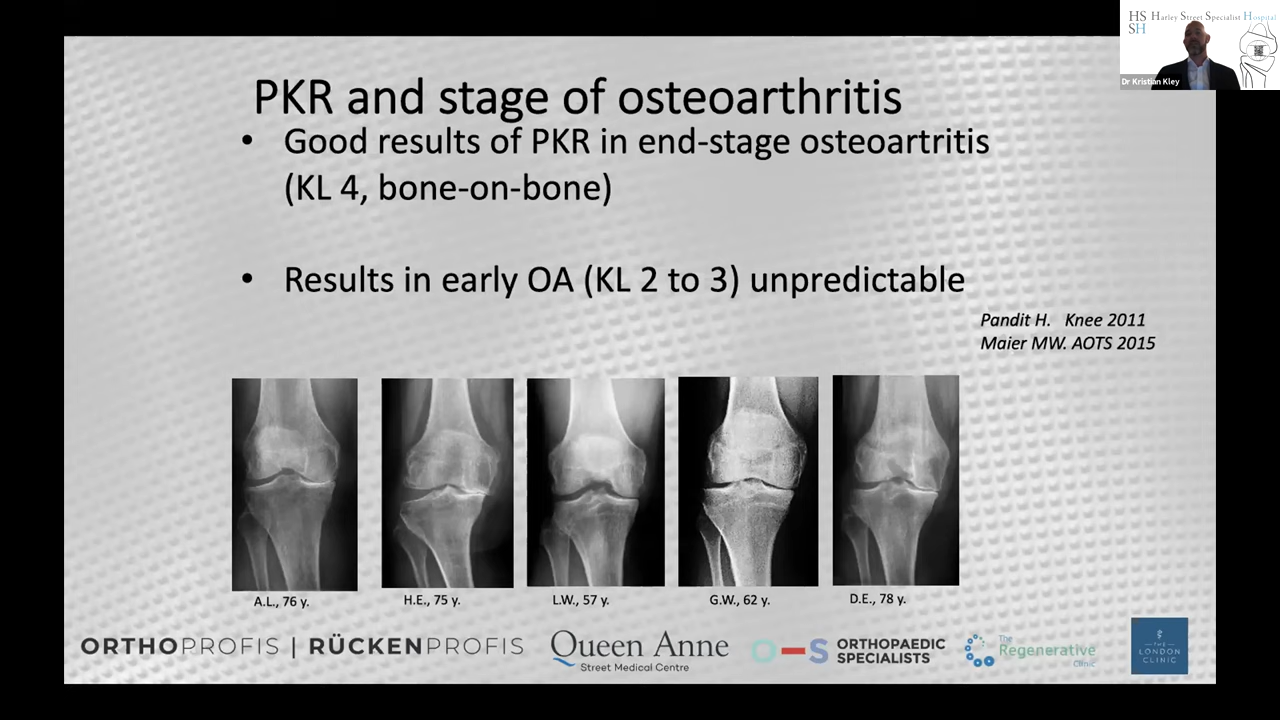 HS Harley Street Specialist Hospital
SH
Dr Kristian Kley
PKR and stage of osteoarthritis
• Good results of PKR in end-stage osteoartritis
(KL 4, bone-on-bone)
• Results in early OA (KL 2 to 3) unpredictable
Pandit H. Knee 2011
Maier MW. AOTS 2015
A.L., 76 y.
H.E., 75 y.
L.W., 57 y.
G.W., 62 y.
D.E., 78 y.
ORTHOPROFIS | RÜCKENPROFIS
Queen Anne
Street Medical Centre
O-S ORTHOPAEDIC
SPECIALISTS
The
Regenerative
Clinic
THE
LONDON
CLINIC